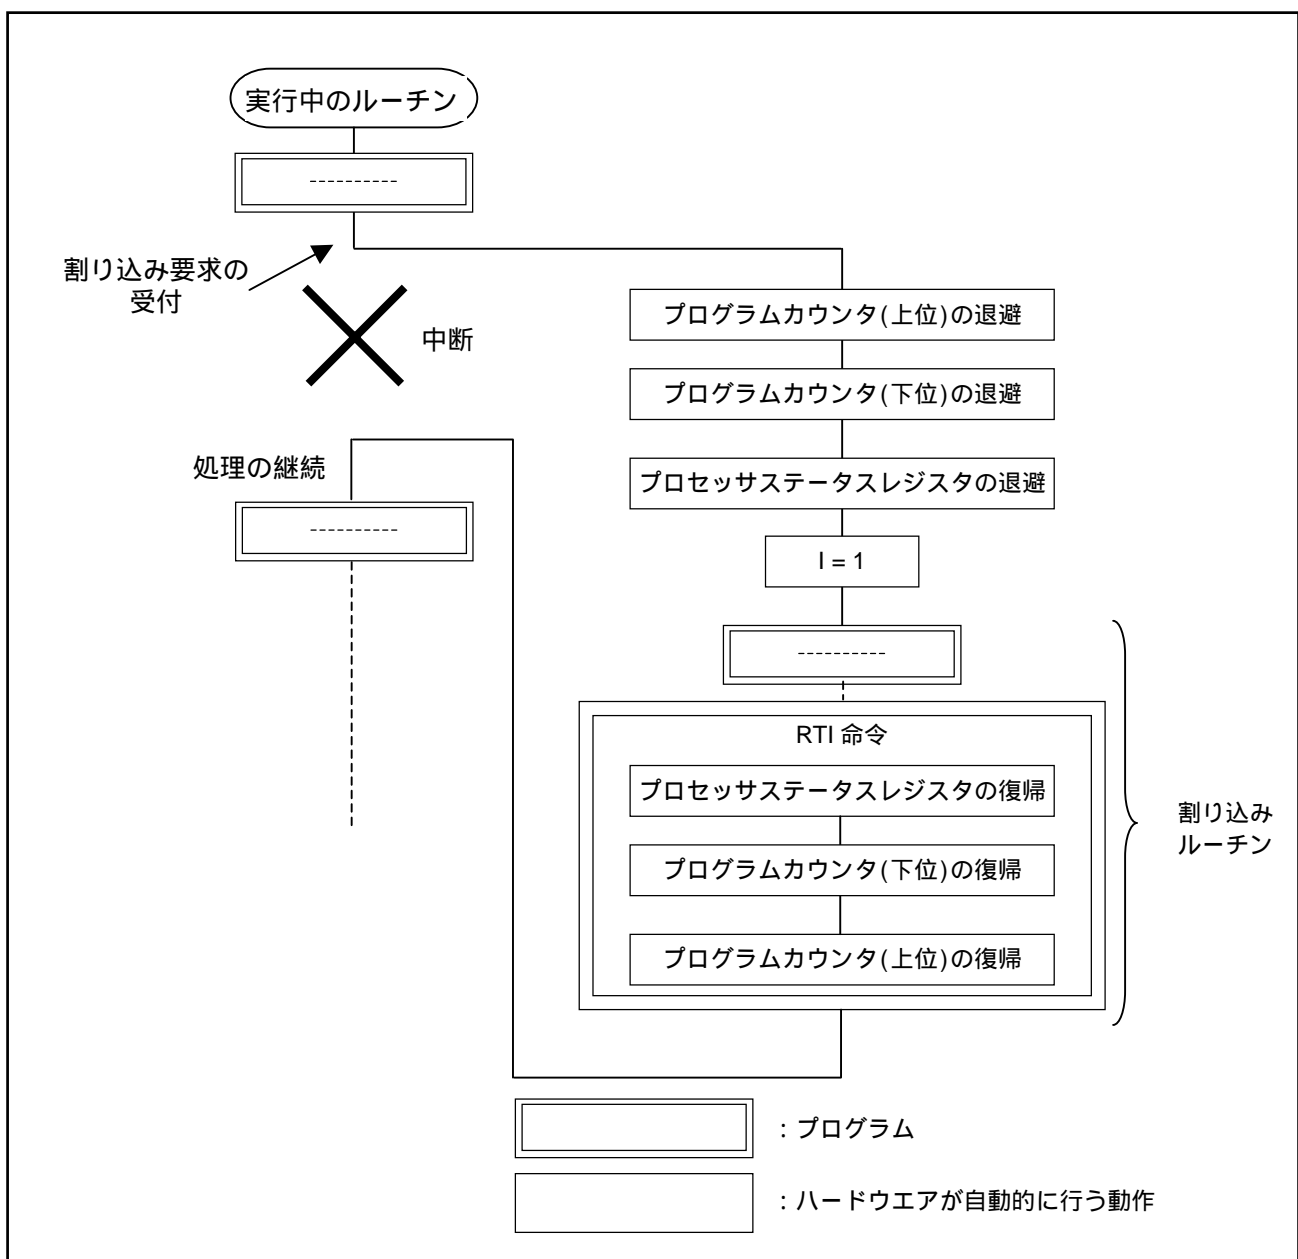 実行中のルーチン
----------
割り込み要求の
受付
中断
プログラムカウンタ(上位)の退避
プログラムカウンタ(下位)の退避
プロセッサステータスレジスタの退避
I = 1
処理の継続
----------
----------
RTI 命令
プロセッサステータスレジスタの復帰
プログラムカウンタ(下位)の復帰
プログラムカウンタ(上位)の復帰
割り込み
ルーチン
: プログラム
: ハードウエアが自動的に行う動作